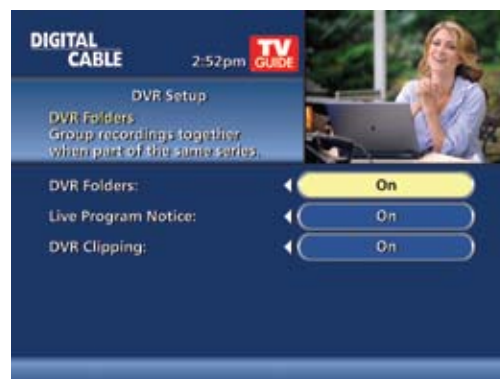 DIGITAL
CABLE
2:52pm
TV
GUIDE
DVR Setup
DVR Folders
Group recordings together
when part of the same series.
DVR Folders:
On
Live Program Notice:
On
DVR Clipping:
On